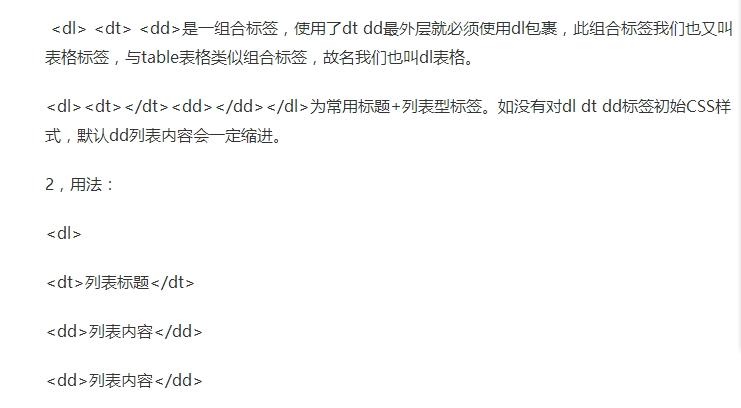 <dl> <dt> <dd>是一组合标签，使用了dt dd最外层就必须使用dl包裹，此组合标签我们也又叫
表格标签，与table表格类似组合标签，故名我们也叫dl表格。
<dl><dt></dt><dd></dd></dl>为常用标题+列表型标签。如没有对dl dt dd标签初始CSS样
式，默认dd列表内容会一定缩进。
2，用法：
<dl>
<dt>列表标题</dt>
<dd>列表内容</dd>
<dd>列表内容</dd>